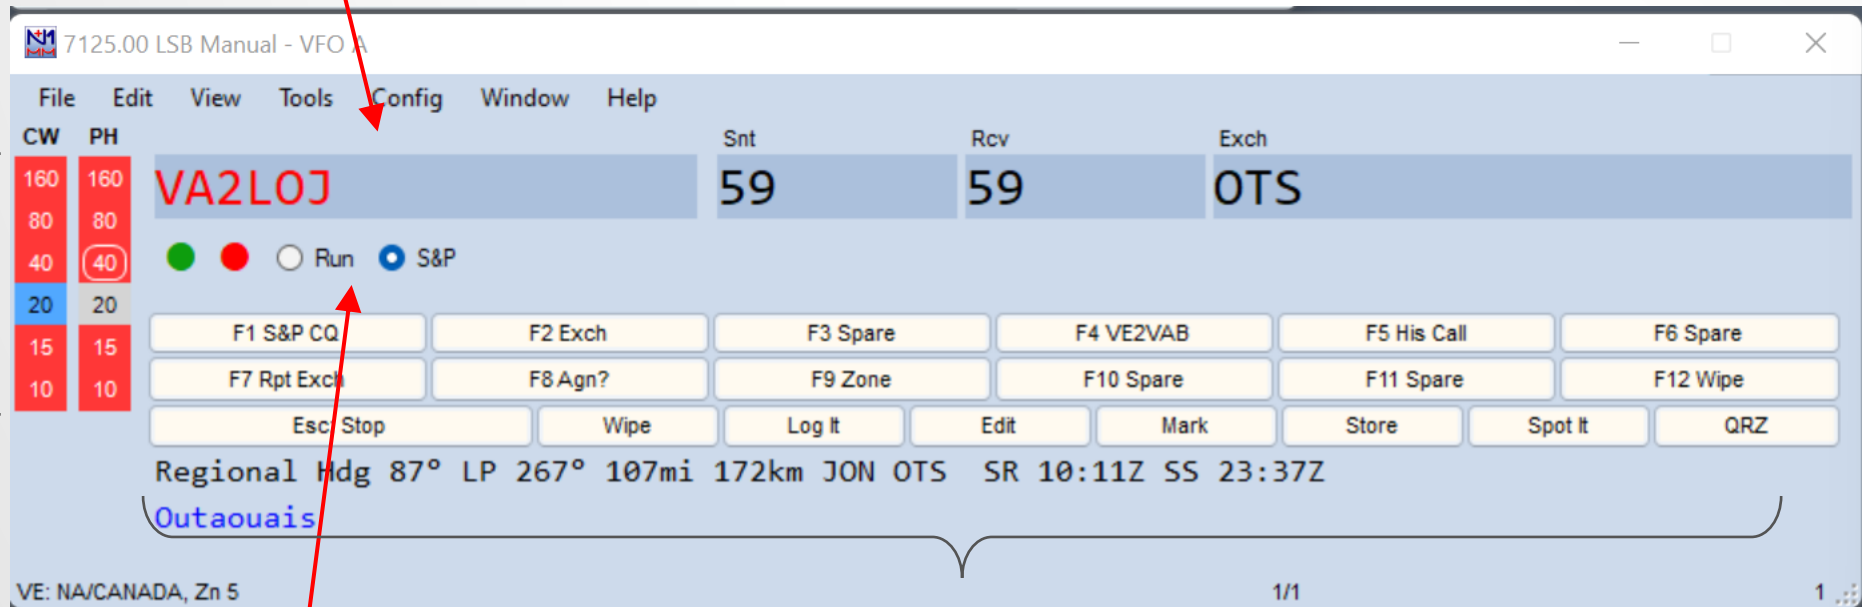 7125.00 LSB Manual - VFO A
File Edit View Tools Config Window Help
CW PH Snt Rcv Exch
160 160 VA2LOJ 59 59 OTS
80 80
40 40 Run S&P
20 20
F1 S&P CQ F2 Exch F3 Spare F4 VE2VAB F5 His Call F6 Spare
15 15
F7 Rpt Exch F8 Agn? F9 Zone F10 Spare F11 Spare F12 Wipe
10 10
Esc: Stop Wipe Log It Edit Mark Store Spot It QRZ
Regional Hdg 87° LP 267° 107mi 172km JON OTS SR 10:11Z SS 23:37Z
Outaouais
VE: NA/CANADA, Zn 5 1/1 1